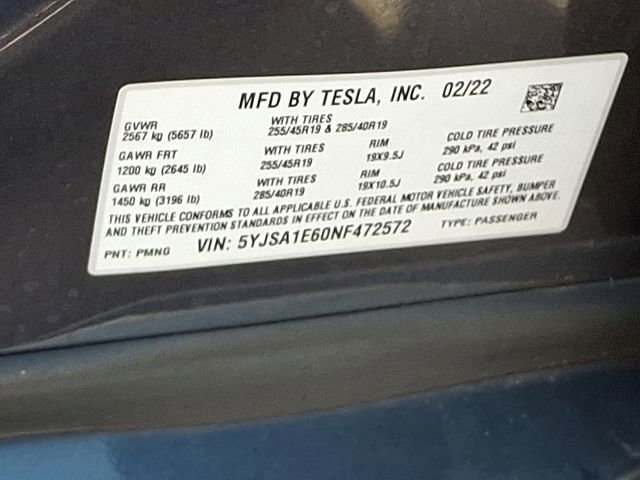 MFD BY TESLA, INC. 02/22
GVWR
2567 kg (5657 lb)
WITH TIRES
255/45R19 & 285/40R19
GAWR FRT
1200 kg (2645 lb)
WITH TIRES
255/45R19
RIM
19X9.5J
COLD TIRE PRESSURE
290 kPa, 42 psi
GAWR RR
1450 kg (3196 lb)
WITH TIRES
285/40R19
RIM
19X10.5J
COLD TIRE PRESSURE
290 kPa, 42 psi
THIS VEHICLE CONFORMS TO ALL APPLICABLE U.S. FEDERAL MOTOR VEHICLE SAFETY, BUMPER
AND THEFT PREVENTION STANDARDS IN EFFECT ON THE DATE OF MANUFACTURE SHOWN ABOVE.
PNT: PMNG VIN: 5YJSA1E60NF472572 TYPE: PASSENGER